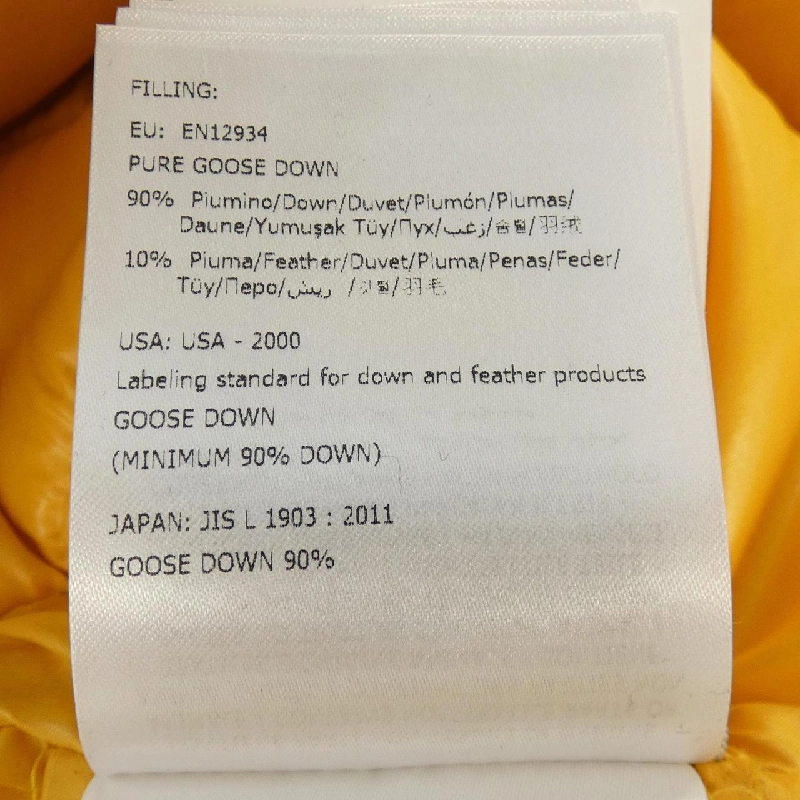 FILLING:
EU: EN12934
PURE GOOSE DOWN
90% Piumino/Down/Duvet/Plumón/Plumas/
Daune/Yumuşak Tüy/Пух/زغب/솜털/羽绒
10% Piuma/Feather/Duvet/Pluma/Penas/Feder/
Tüy/Перо/ريش /깃털/羽毛
USA: USA - 2000
Labeling standard for down and feather products
GOOSE DOWN
(MINIMUM 90% DOWN)
JAPAN: JIS L 1903 : 2011
GOOSE DOWN 90%